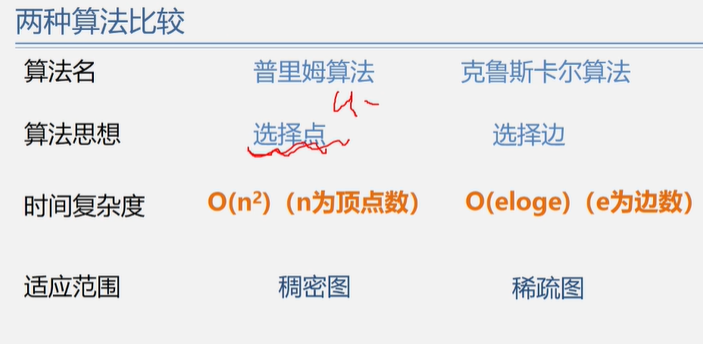 两种算法比较
算法名 普里姆算法 克鲁斯卡尔算法
算法思想 选择点 选择边
时间复杂度 O(n²)（n为顶点数） O(eloge)（e为边数）
适应范围 稠密图 稀疏图